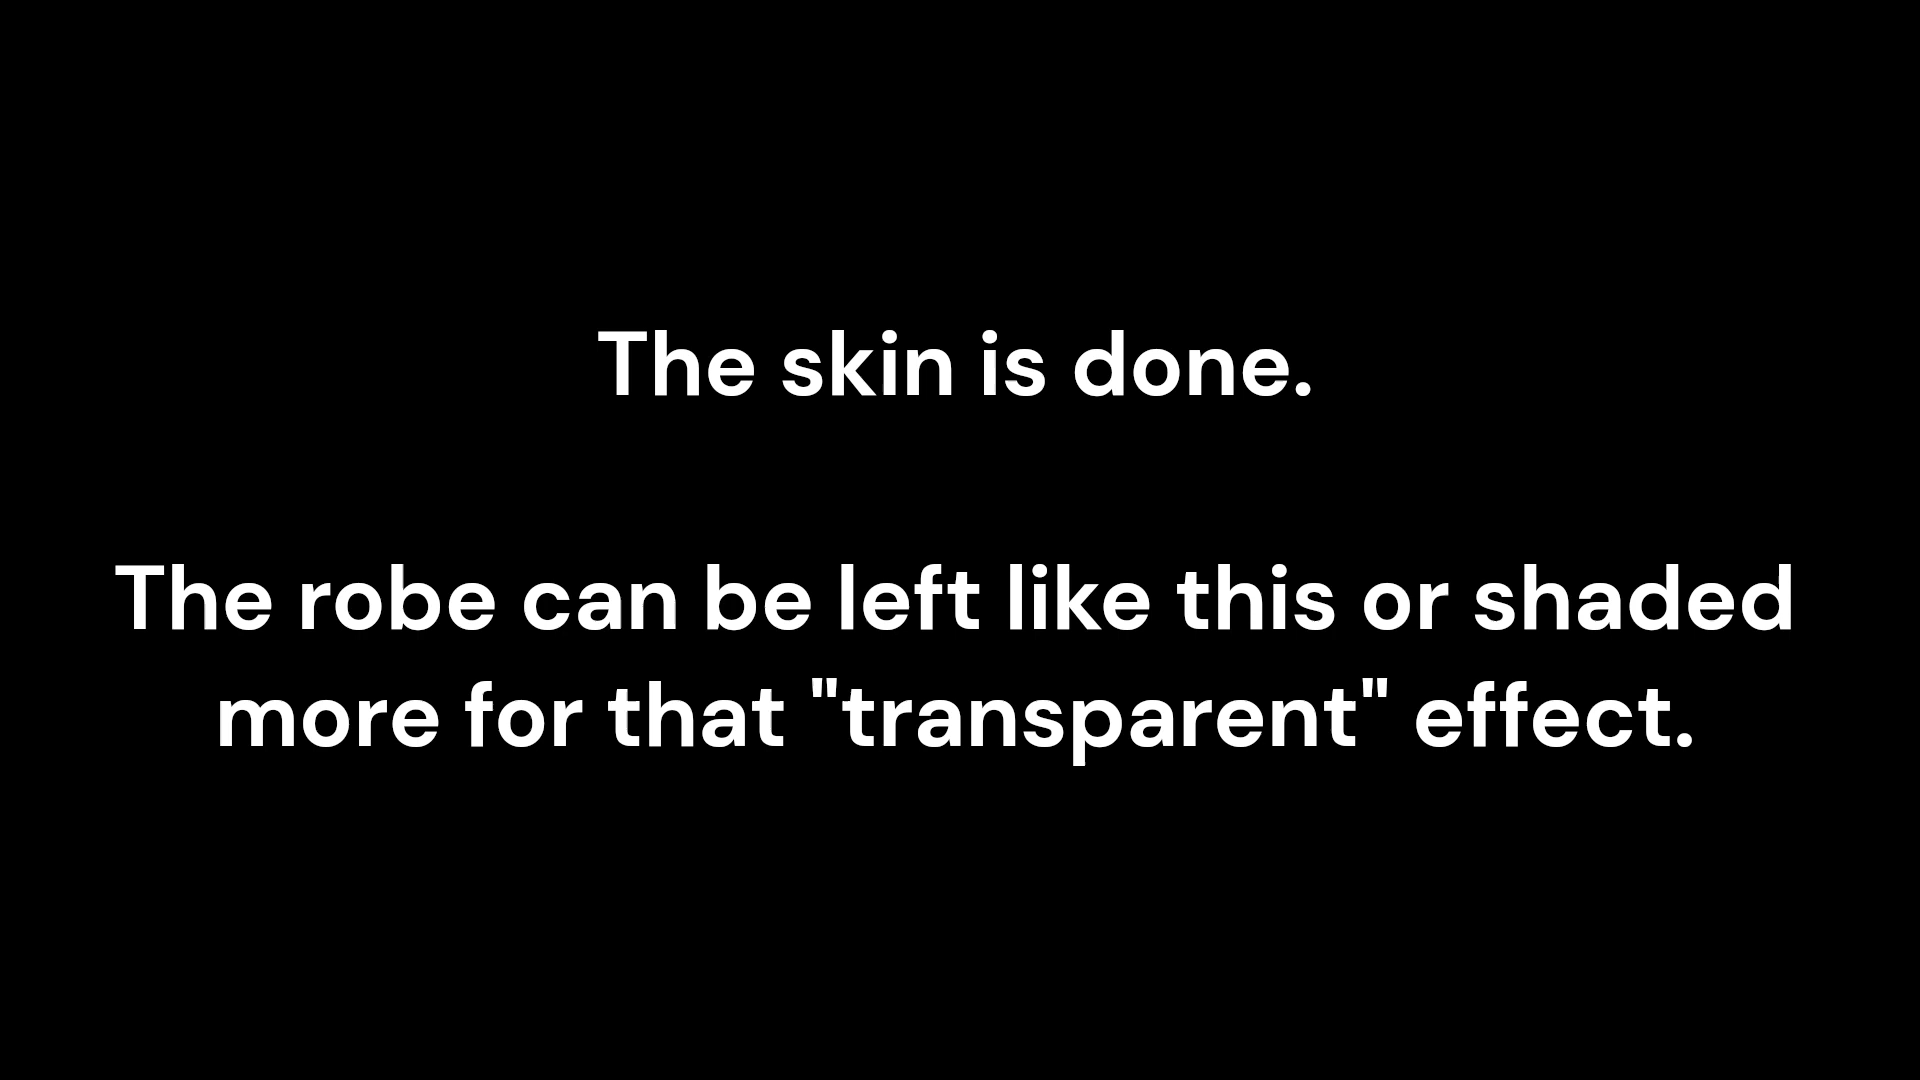 The skin is done.
The robe can be left like this or shaded
more for that "transparent" effect.